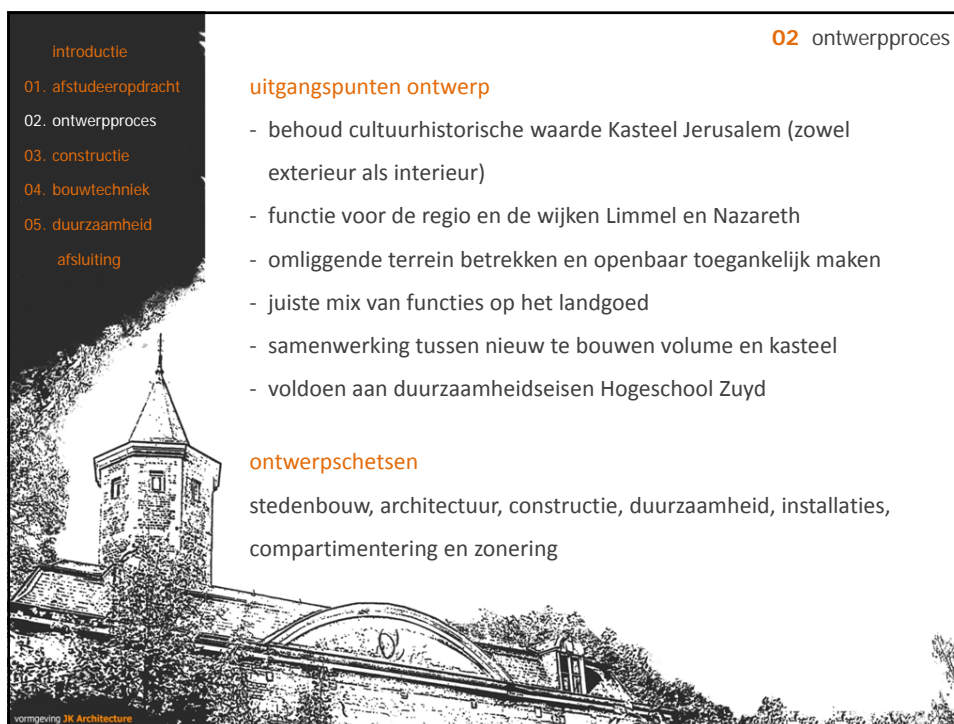 introductie
01. afstudeeropdracht
02. ontwerpproces
03. constructie
04. bouwtechniek
05. duurzaamheid
afsluiting
02 ontwerpproces
uitgangspunten ontwerp
- behoud cultuurhistorische waarde Kasteel Jerusalem (zowel
exterieur als interieur)
- functie voor de regio en de wijken Limmel en Nazareth
- omliggende terrein betrekken en openbaar toegankelijk maken
- juiste mix van functies op het landgoed
- samenwerking tussen nieuw te bouwen volume en kasteel
- voldoen aan duurzaamheidseisen Hogeschool Zuyd
ontwerpschetsen
stedenbouw, architectuur, constructie, duurzaamheid, installaties,
compartimentering en zonering
vormgeving JK Architecture